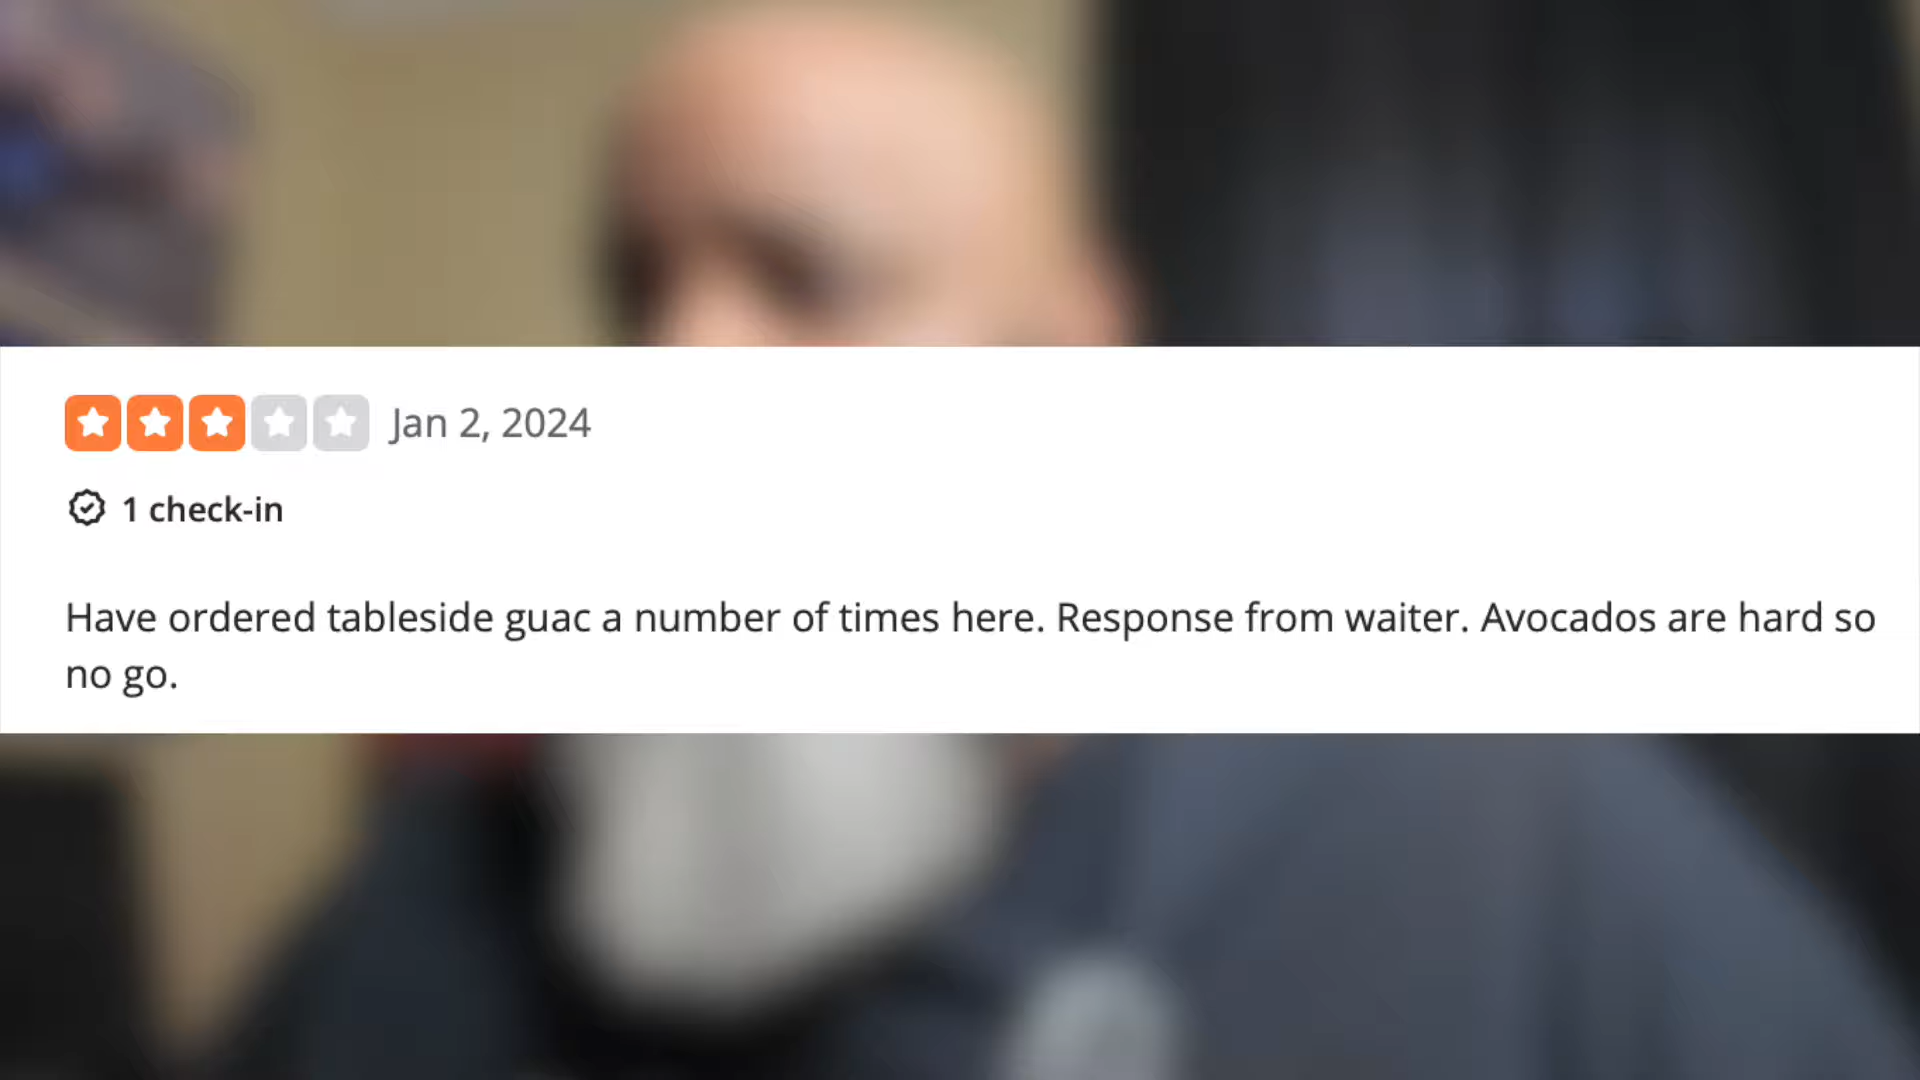 Jan 2, 2024
1 check-in
Have ordered tableside guac a number of times here. Response from waiter. Avocados are hard so
no go.